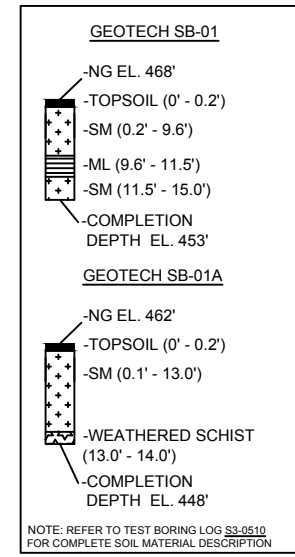 GEOTECH SB-01
-NG EL. 468'
-TOPSOIL (0' - 0.2')
-SM (0.2' - 9.6')
-ML (9.6' - 11.5')
-SM (11.5' - 15.0')
-COMPLETION
DEPTH EL. 453'
GEOTECH SB-01A
-NG EL. 462'
-TOPSOIL (0' - 0.2')
-SM (0.1' - 13.0')
-WEATHERED SCHIST
(13.0' - 14.0')
-COMPLETION
DEPTH EL. 448'
NOTE: REFER TO TEST BORING LOG S3-0510
FOR COMPLETE SOIL MATERIAL DESCRIPTION